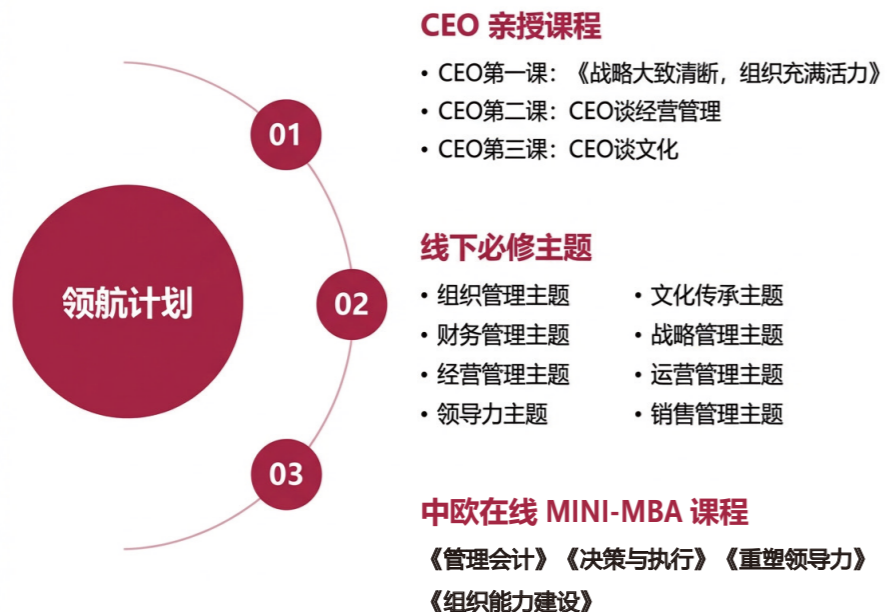 领航计划
01
CEO 亲授课程
• CEO第一课：《战略大致清断，组织充满活力》
• CEO第二课：CEO谈经营管理
• CEO第三课：CEO谈文化
02
线下必修主题
• 组织管理主题 • 文化传承主题
• 财务管理主题 • 战略管理主题
• 经营管理主题 • 运营管理主题
• 领导力主题 • 销售管理主题
03
中欧在线 MINI-MBA 课程
《管理会计》《决策与执行》《重塑领导力》
《组织能力建设》